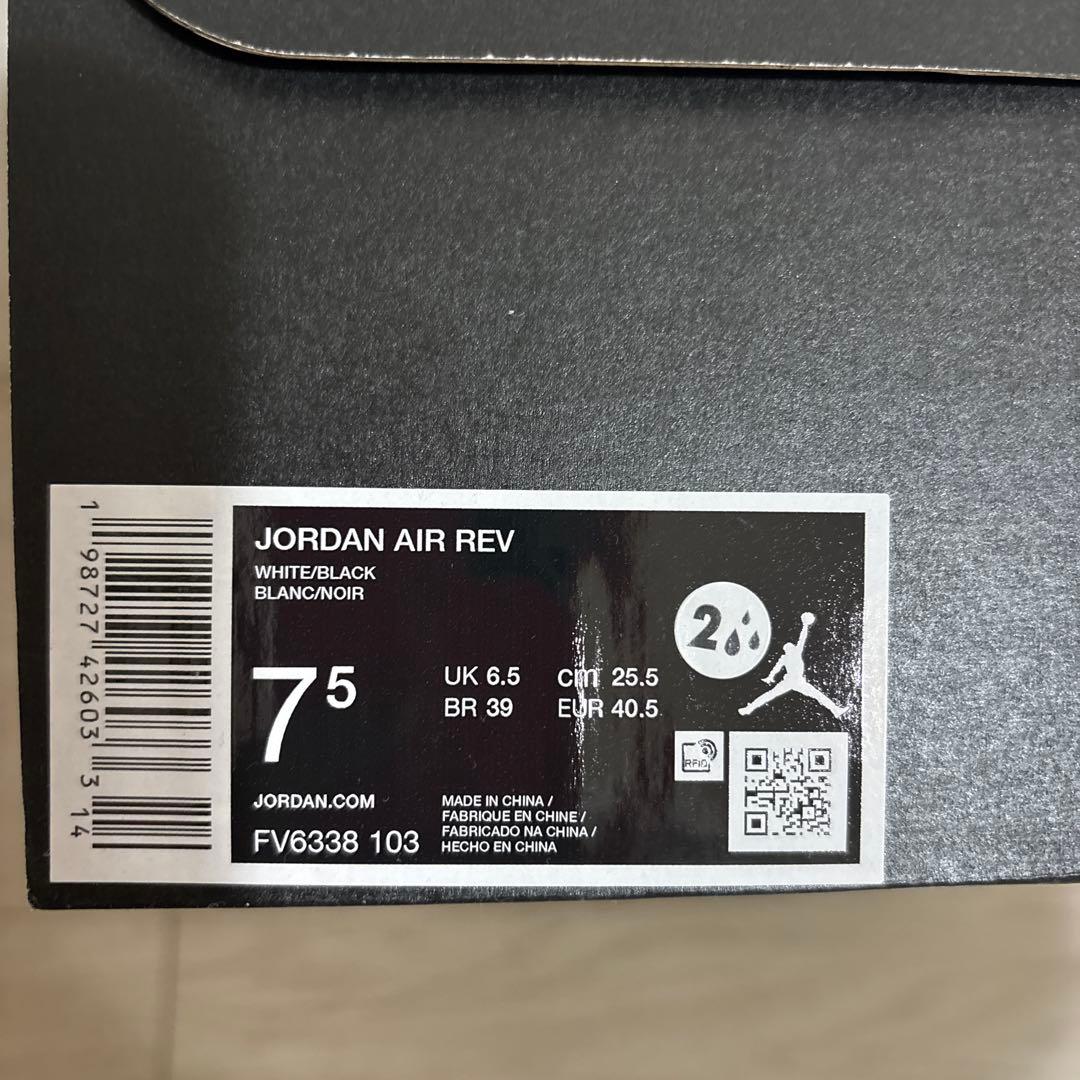 JORDAN AIR REV
WHITE/BLACK
BLANC/NOIR
7⁵
UK 6.5 cm 25.5
BR 39 EUR 40.5
2
RFID
JORDAN.COM
FV6338 103
MADE IN CHINA /
FABRIQUE EN CHINE /
FABRICADO NA CHINA /
HECHO EN CHINA
1 98727 42603 3 14